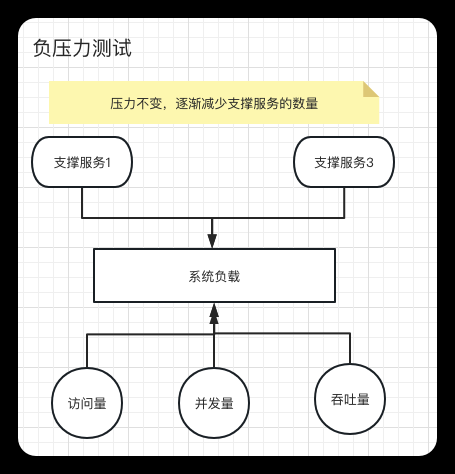 负压力测试
压力不变，逐渐减少支撑服务的数量
支撑服务1
支撑服务3
系统负载
访问量
并发量
吞吐量